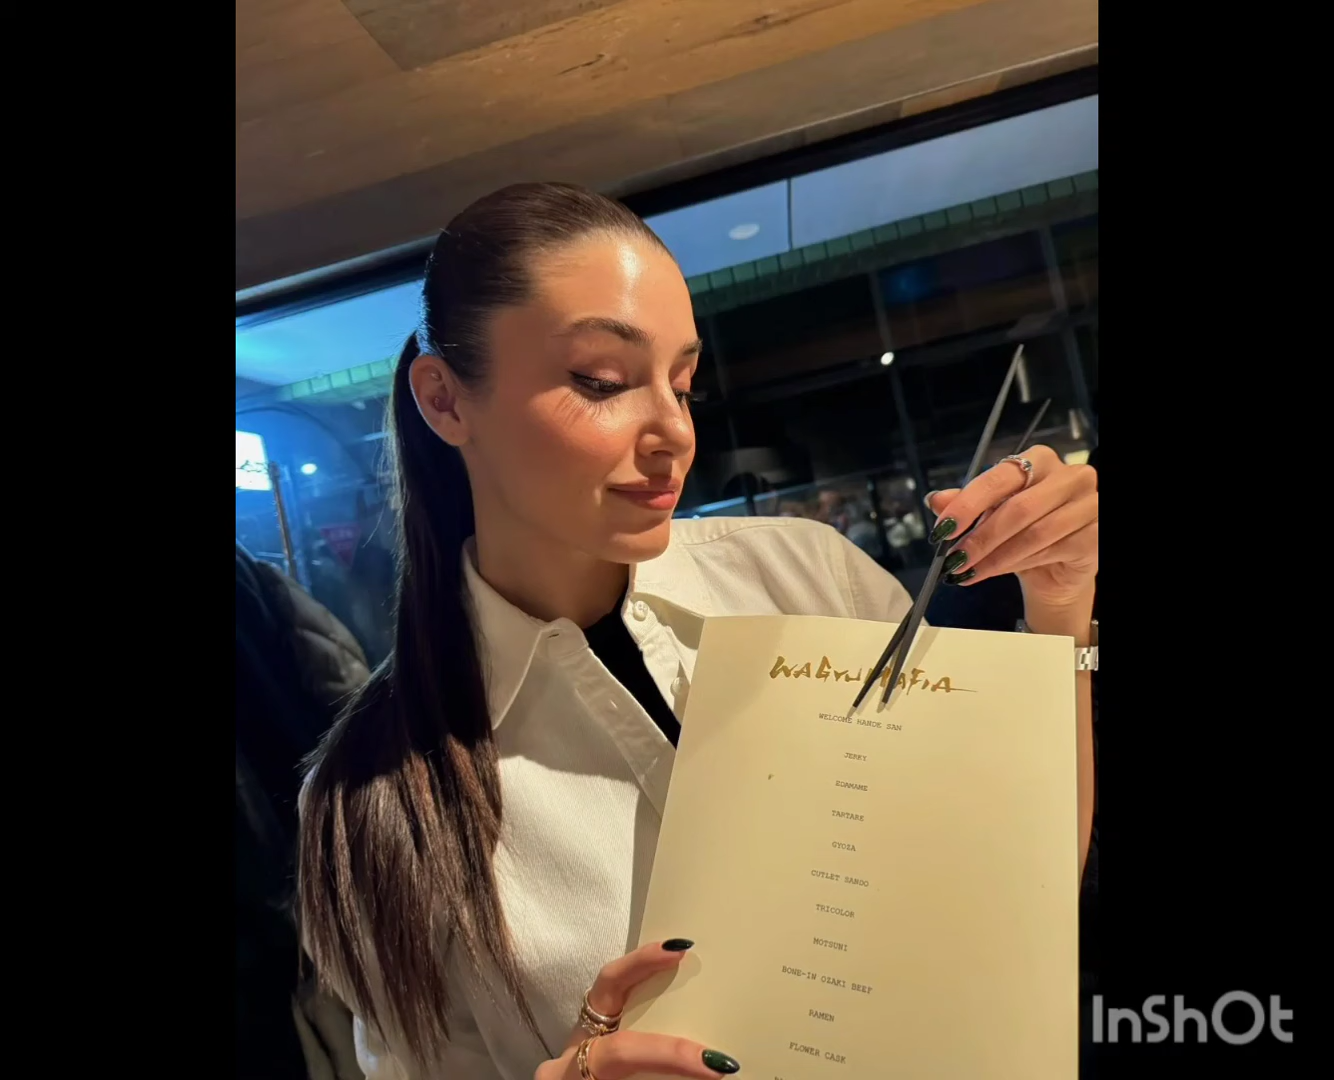 WAGYUMAFIA
WELCOME HANDE SAN
JERKY
EDAMAME
TARTARE
GYOZA
CUTLET SANDO
TRICOLOR
MOTSUNI
BONE-IN OZAKI BEEF
RAMEN
FLOWER CASK
InShOt